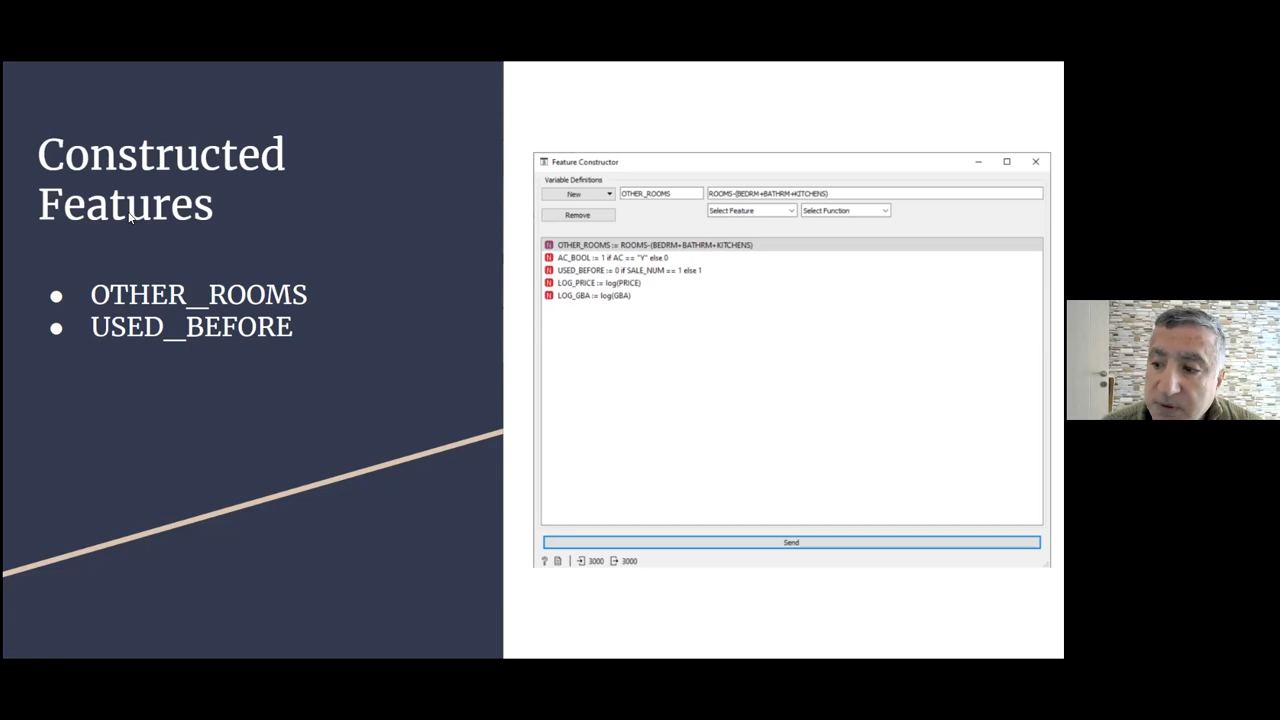 Constructed
Features
● OTHER_ROOMS
● USED_BEFORE
Feature Constructor
Variable Definitions
New
OTHER_ROOMS
ROOMS-(BEDRM+BATHRM+KITCHENS)
Remove
Select Feature
Select Function
OTHER_ROOMS := ROOMS-(BEDRM+BATHRM+KITCHENS)
AC_BOOL := 1 if AC == "Y" else 0
USED_BEFORE := 0 if SALE_NUM == 1 else 1
LOG_PRICE := log(PRICE)
LOG_GBA := log(GBA)
Send
? 3000 3000